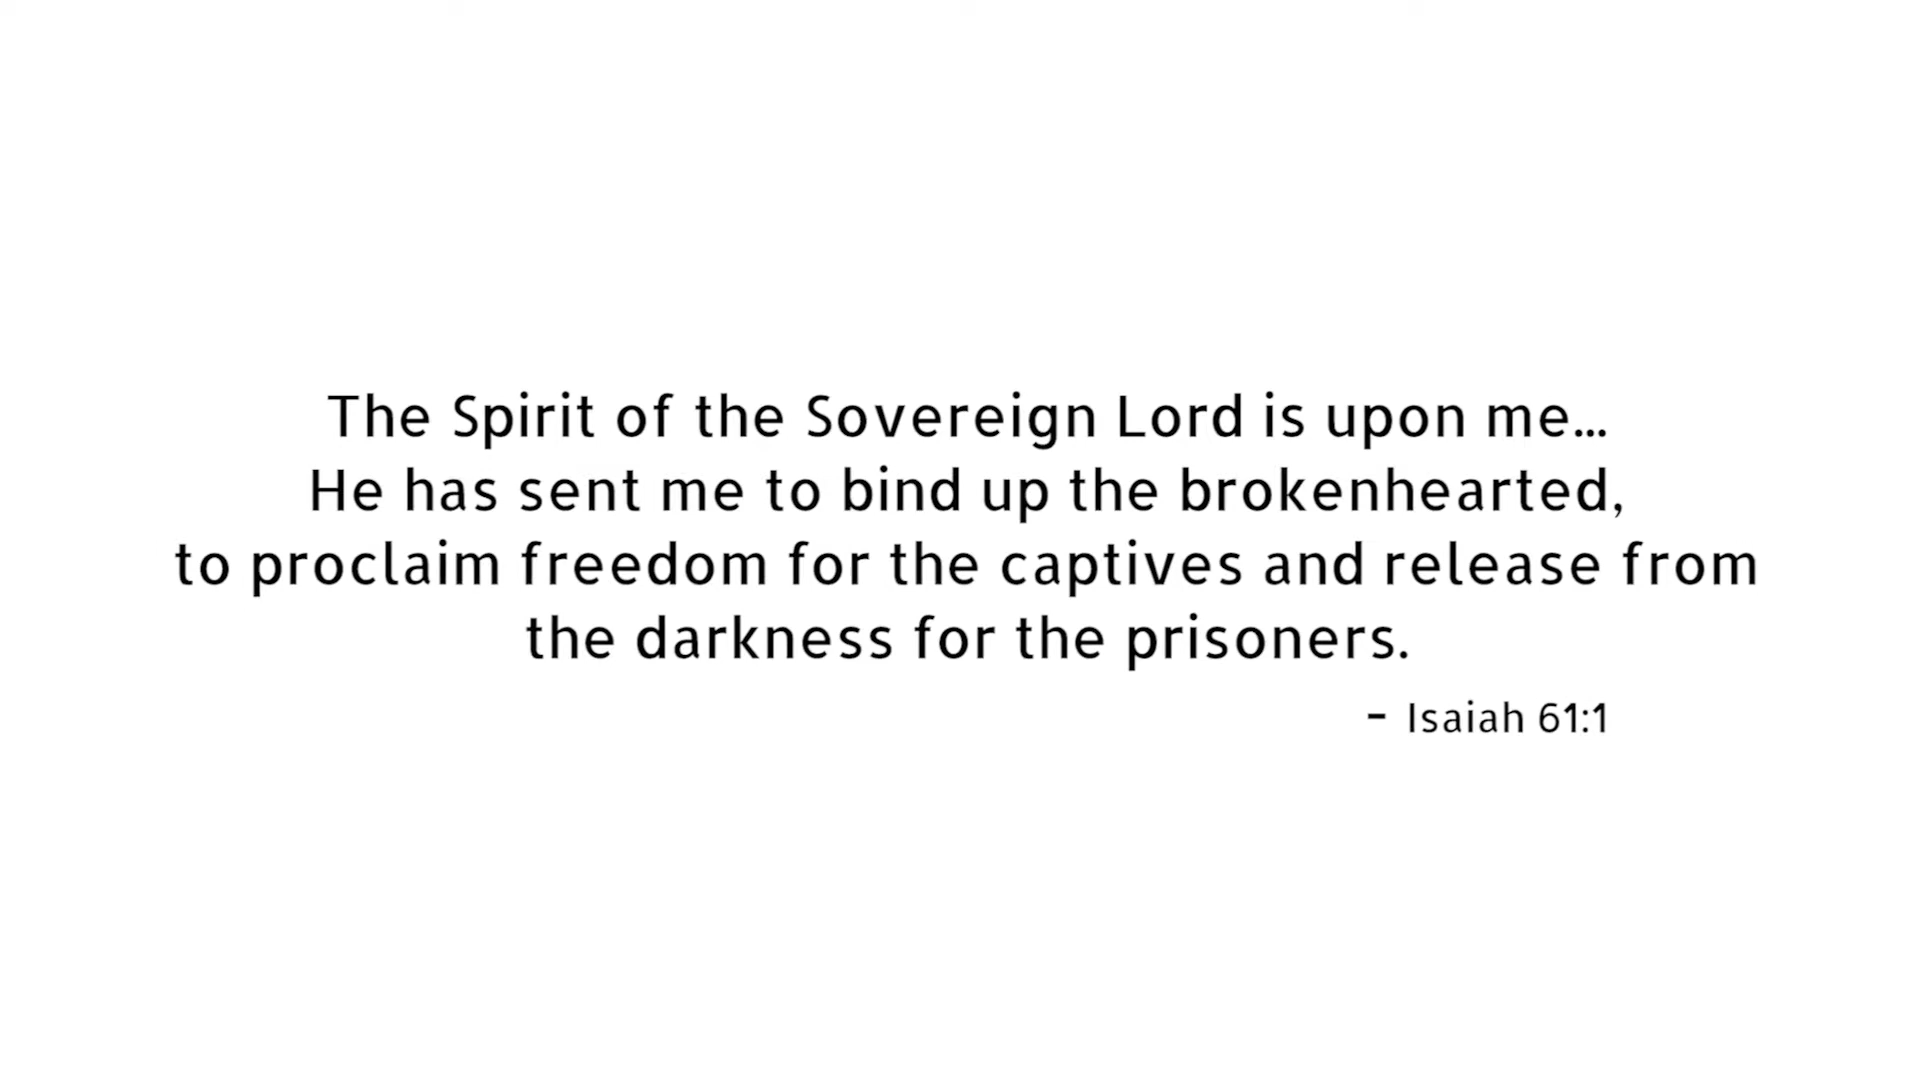 The Spirit of the Sovereign Lord is upon me...
He has sent me to bind up the brokenhearted,
to proclaim freedom for the captives and release from
the darkness for the prisoners.
- Isaiah 61:1